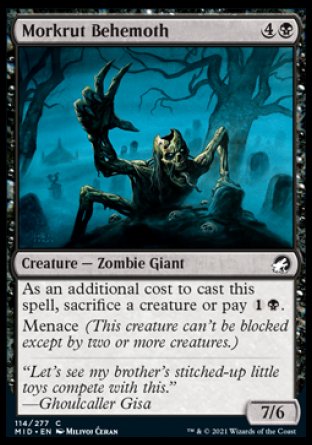 Morkrut Behemoth 4
Creature — Zombie Giant
As an additional cost to cast this
spell, sacrifice a creature or pay 1 .
Menace (This creature can't be blocked
except by two or more creatures.)
"Let's see my brother's stitched-up little
toys compete with this."
—Ghoulcaller Gisa
7/6
114/277 C
MID • EN MILIVOJ ĆERAN
™ & © 2021 Wizards of the Coast